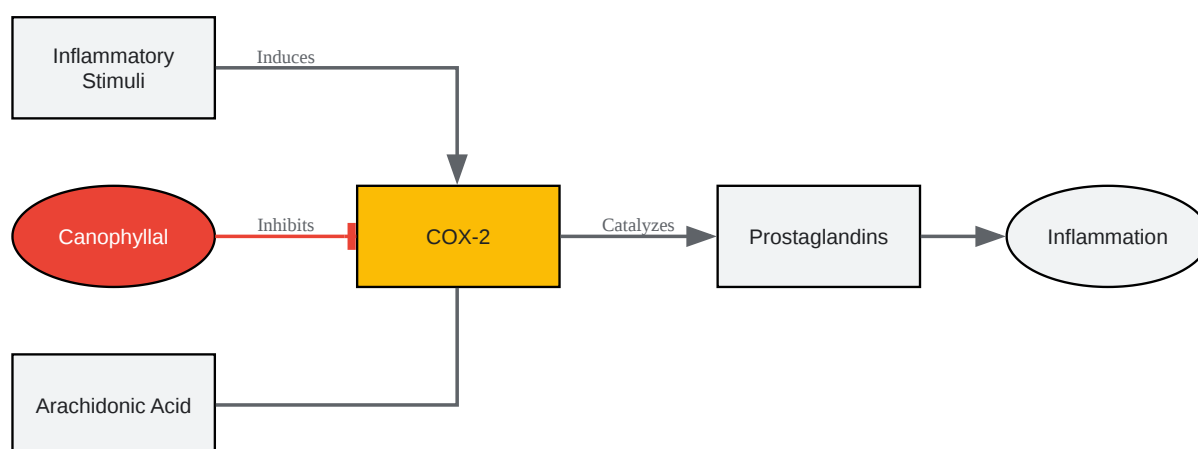 Inflammatory
Stimuli
Induces
Canophyllal
Inhibits
COX-2
Catalyzes
Prostaglandins
Inflammation
Arachidonic Acid